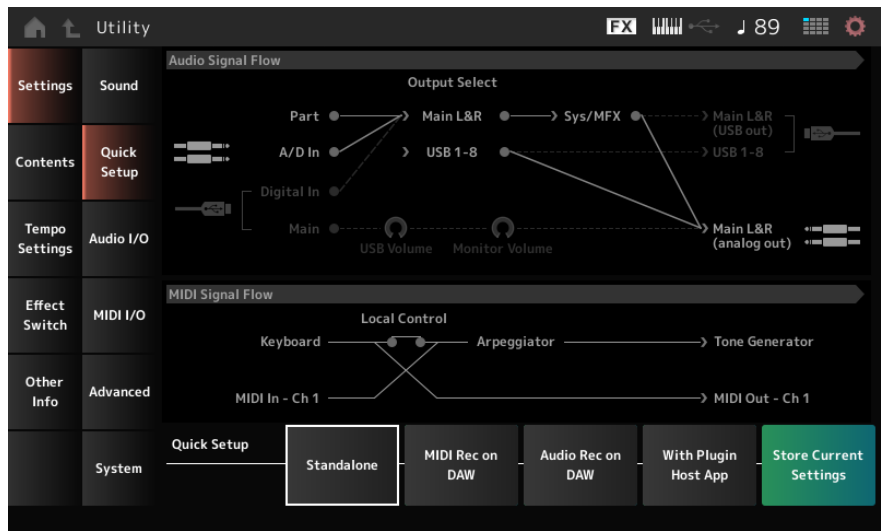 Utility
FX
89
Settings
Sound
Contents
Quick
Setup
Tempo
Settings
Audio I/O
Effect
Switch
MIDI I/O
Other
Info
Advanced
System
Audio Signal Flow
Output Select
Part
Main L&R
Sys/MFX
Main L&R
(USB out)
A/D In
USB 1-8
USB 1-8
Digital In
Main
USB Volume
Monitor Volume
Main L&R
(analog out)
MIDI Signal Flow
Local Control
Keyboard
Arpeggiator
Tone Generator
MIDI In - Ch 1
MIDI Out - Ch 1
Quick Setup
Standalone
MIDI Rec on
DAW
Audio Rec on
DAW
With Plugin
Host App
Store Current
Settings